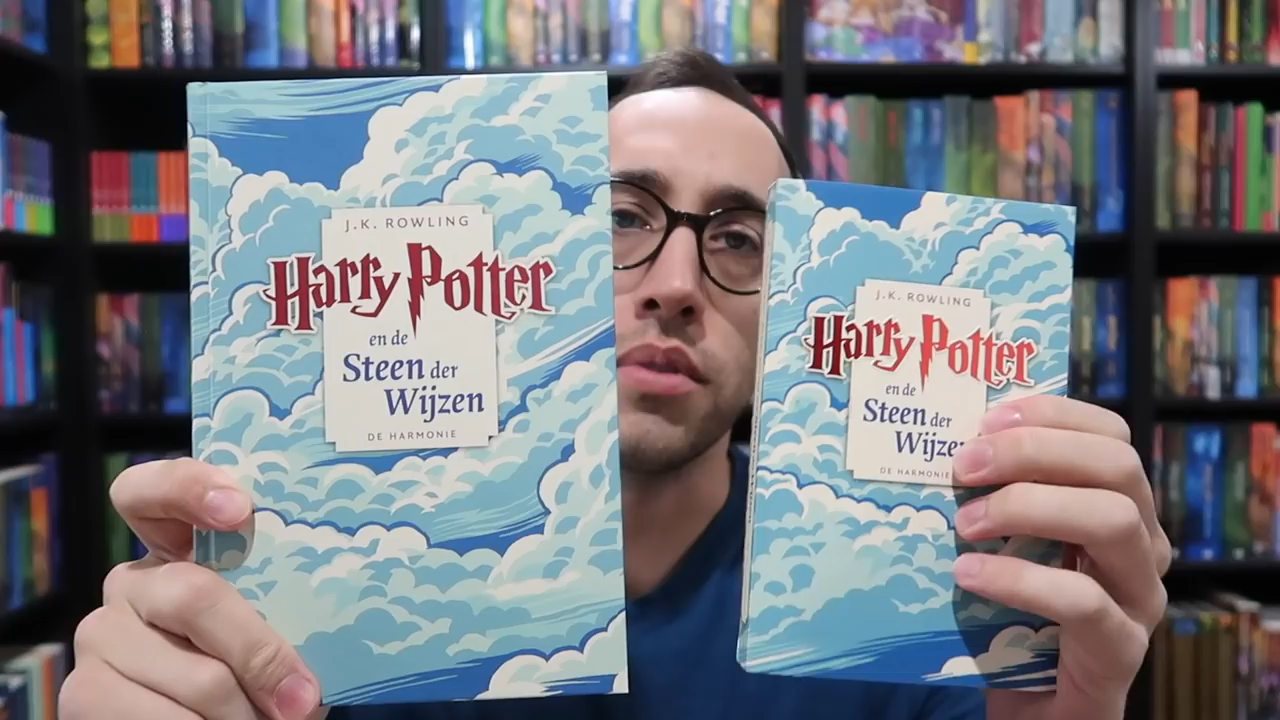 J.K. ROWLING
Harry Potter
en de
Steen der
Wijzen
DE HARMONIE
J.K. ROWLING
Harry Potter
en de
Steen der
Wijze
DE HARMONIE